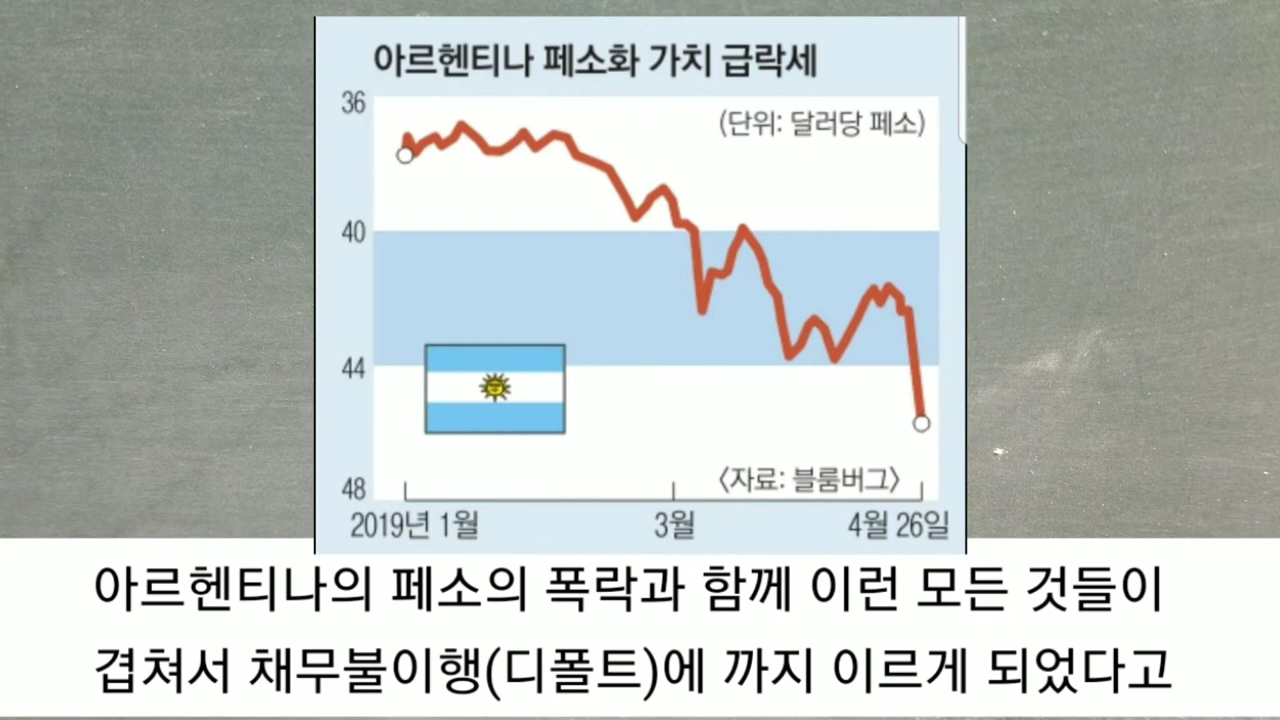 아르헨티나 페소화 가치 급락세
36
(단위: 달러당 페소)
40
44
48
〈자료: 블룸버그〉
2019년 1월 3월 4월 26일
아르헨티나의 페소의 폭락과 함께 이런 모든 것들이
겹쳐서 채무불이행(디폴트)에 까지 이르게 되었다고